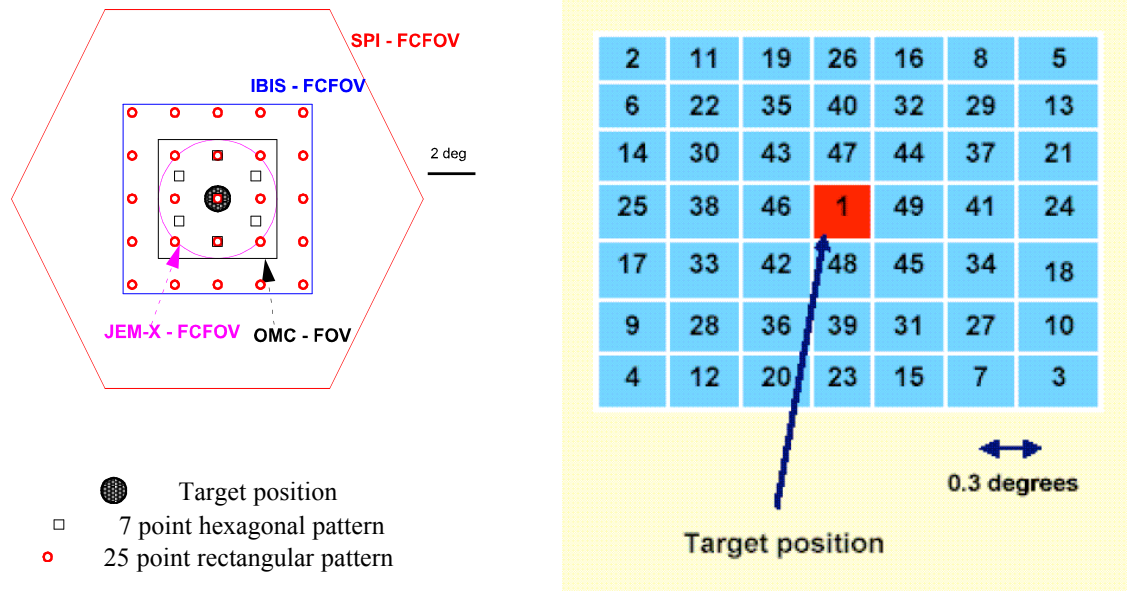 SPI - FCFOV
IBIS - FCFOV
2 deg
JEM-X - FCFOV
OMC - FOV
Target position
7 point hexagonal pattern
25 point rectangular pattern
2 11 19 26 16 8 5
6 22 35 40 32 29 13
14 30 43 47 44 37 21
25 38 46 1 49 41 24
17 33 42 48 45 34 18
9 28 36 39 31 27 10
4 12 20 23 15 7 3
0.3 degrees
Target position